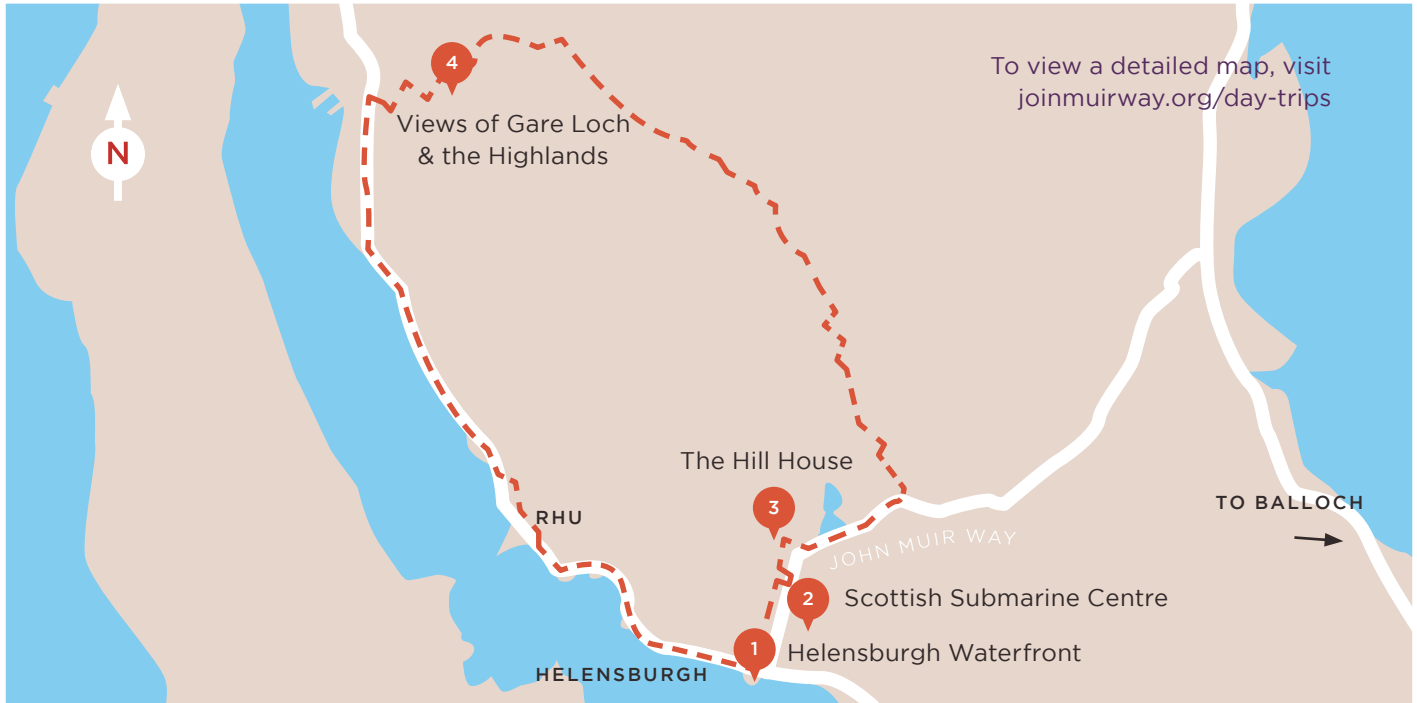 To view a detailed map, visit
joinmuirway.org/day-trips
4
N
Views of Gare Loch
& the Highlands
The Hill House
3
TO BALLOCH
RHU
JOHN MUIR WAY
2
Scottish Submarine Centre
1
Helensburgh Waterfront
HELENSBURGH